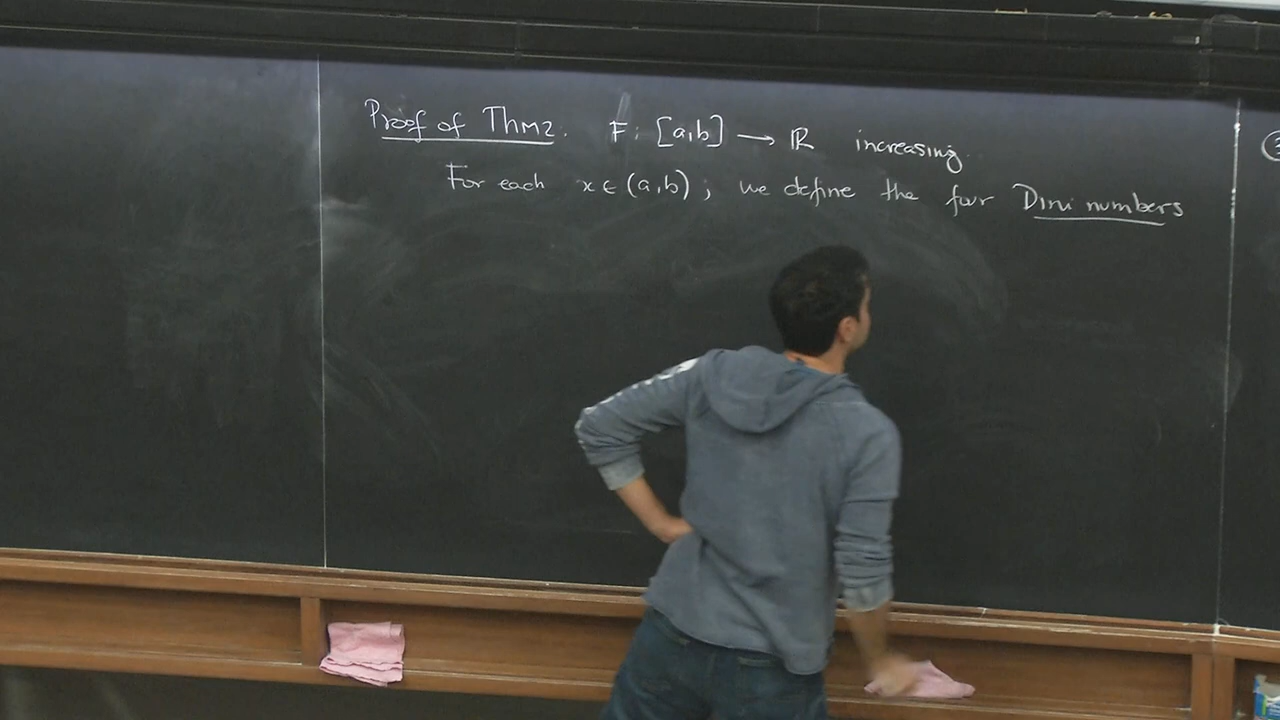 Proof of Thm2. F: [a,b] → ℝ increasing.
For each x ∈ (a,b), we define the four Dini numbers